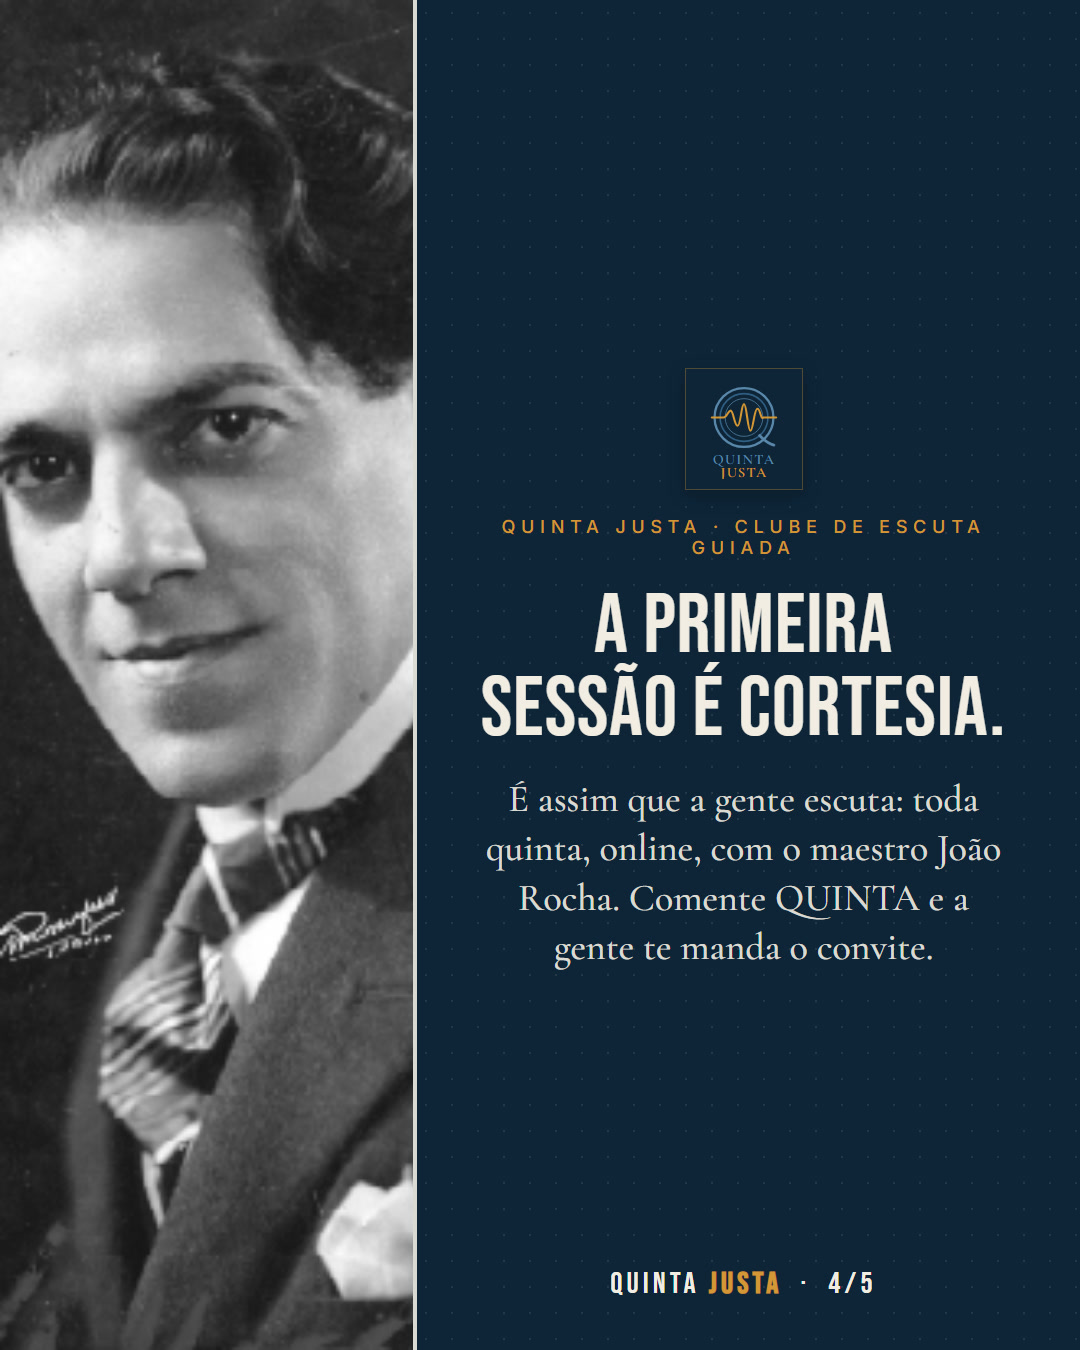 QUINTA
JUSTA
QUINTA JUSTA · CLUBE DE ESCUTA
GUIADA
A PRIMEIRA
SESSÃO É CORTESIA.
É assim que a gente escuta: toda
quinta, online, com o maestro João
Rocha. Comente QUINTA e a
gente te manda o convite.
QUINTA JUSTA · 4/5